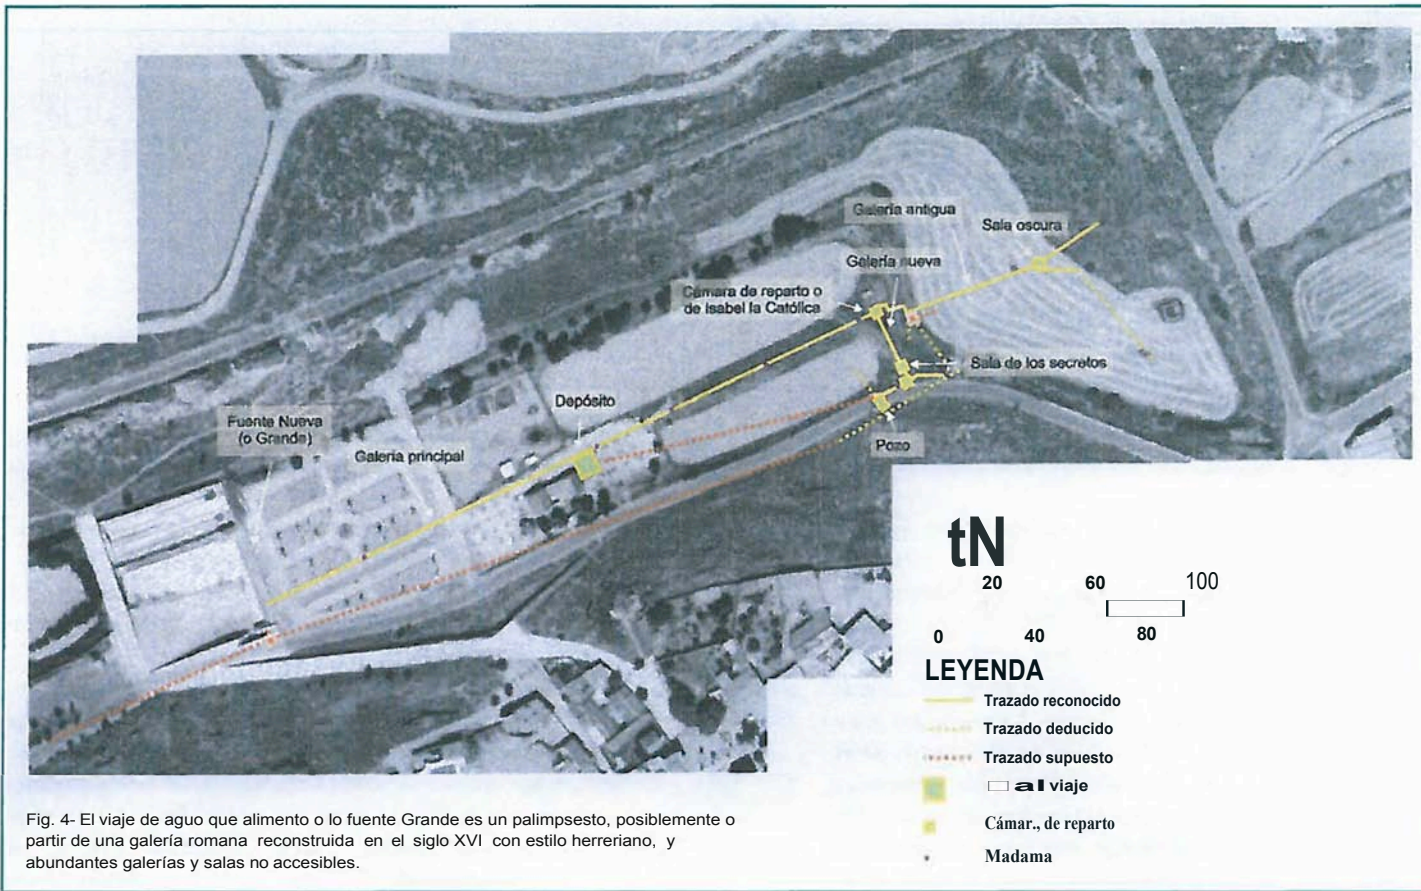 Galería antigua
Sala oscura
Galería nueva
Cámara de reparto o
de Isabel la Católica
Sala de los secretos
Depósito
Fuente Nueva
(o Grande)
Galería principal
Pozo
tN
20 60 100
0 40 80
LEYENDA
Trazado reconocido
Trazado deducido
Trazado supuesto
al viaje
Cámar., de reparto
Madama
Fig. 4- El viaje de aguo que alimento o lo fuente Grande es un palimpsesto, posiblemente o
partir de una galería romana reconstruida en el siglo XVI con estilo herreriano, y
abundantes galerías y salas no accesibles.